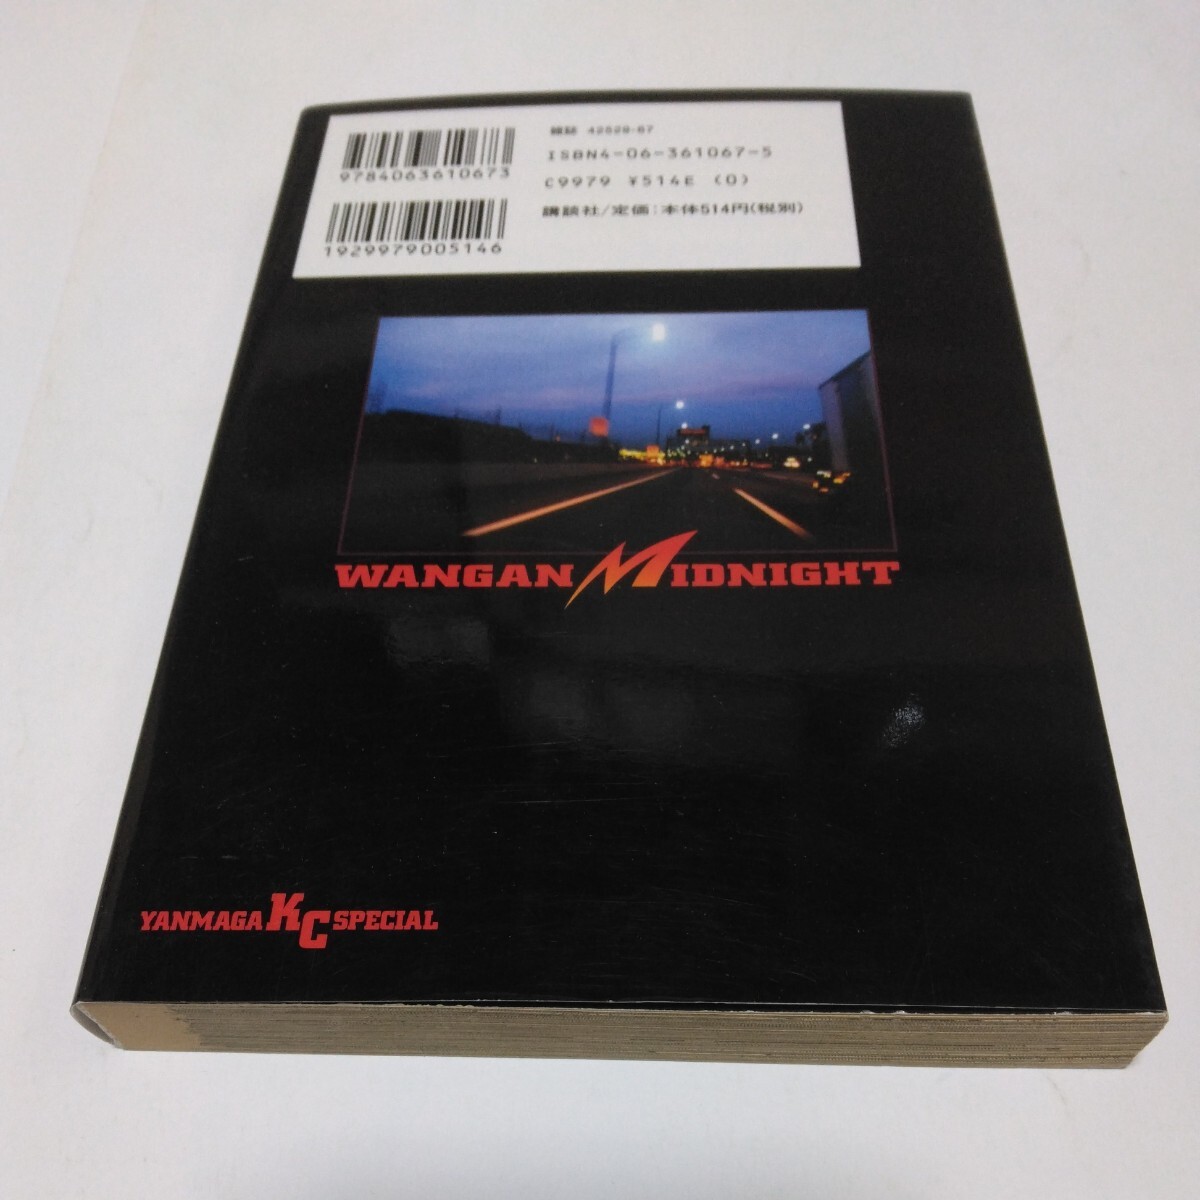 雑誌 42529-67
ISBN4-06-361067-5
C9979 ¥514E (0)
講談社/定価:本体514円(税別)
9784063610673
1929979005146
WANGAN MIDNIGHT
YANMAGA KC SPECIAL